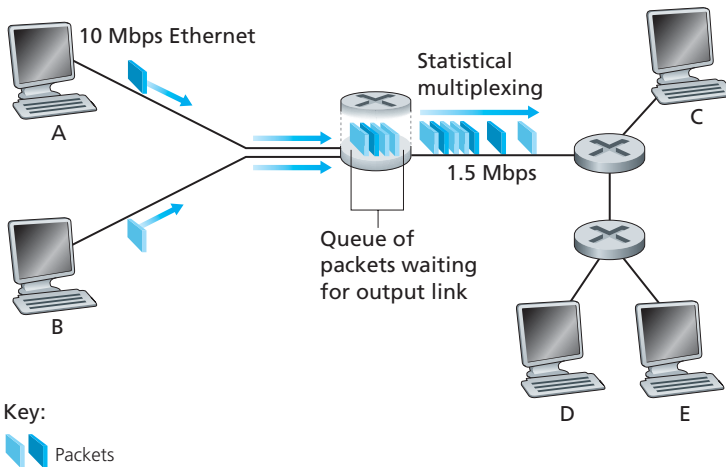 10 Mbps Ethernet
A
Statistical
multiplexing
C
1.5 Mbps
Queue of
packets waiting
for output link
B
D
E
Key:
Packets